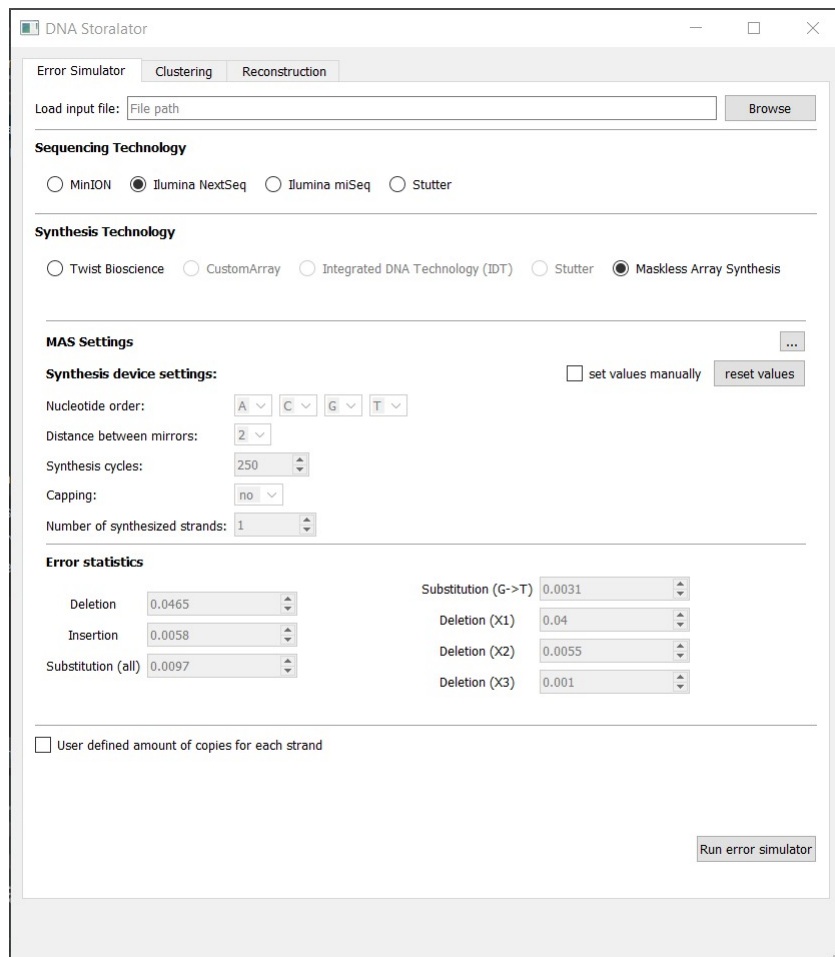 DNA Storalator
Error Simulator Clustering Reconstruction
Load input file: File path Browse
Sequencing Technology
MinION Ilumina NextSeq Ilumina miSeq Stutter
Synthesis Technology
Twist Bioscience CustomArray Integrated DNA Technology (IDT) Stutter Maskless Array Synthesis
MAS Settings ...
Synthesis device settings: set values manually reset values
Nucleotide order: A C G T
Distance between mirrors: 2
Synthesis cycles: 250
Capping: no
Number of synthesized strands: 1
Error statistics
Substitution (G->T) 0.0031
Deletion 0.0465
Deletion (X1) 0.04
Insertion 0.0058
Deletion (X2) 0.0055
Substitution (all) 0.0097
Deletion (X3) 0.001
User defined amount of copies for each strand
Run error simulator